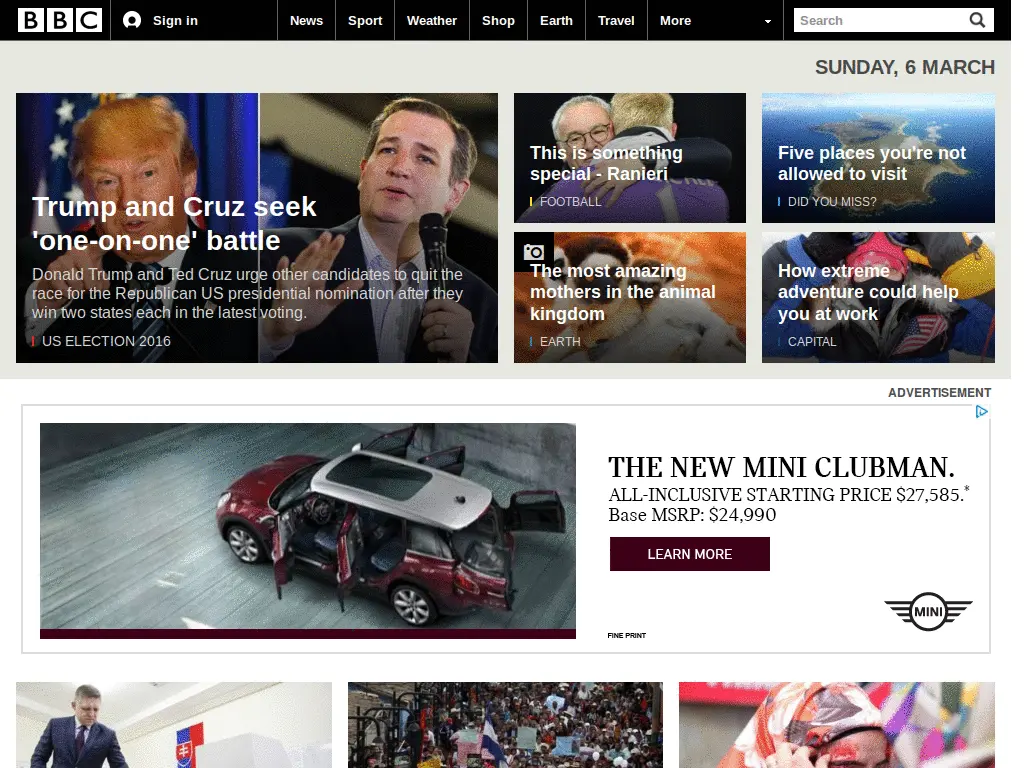 BBC
Sign in
News
Sport
Weather
Shop
Earth
Travel
More
Search
SUNDAY, 6 MARCH
Trump and Cruz seek
'one-on-one' battle
Donald Trump and Ted Cruz urge other candidates to quit the
race for the Republican US presidential nomination after they
win two states each in the latest voting.
US ELECTION 2016
This is something
special - Ranieri
FOOTBALL
Five places you're not
allowed to visit
DID YOU MISS?
The most amazing
mothers in the animal
kingdom
EARTH
How extreme
adventure could help
you at work
CAPITAL
ADVERTISEMENT
THE NEW MINI CLUBMAN.
ALL-INCLUSIVE STARTING PRICE $27,585.*
Base MSRP: $24,990
LEARN MORE
MINI
FINE PRINT